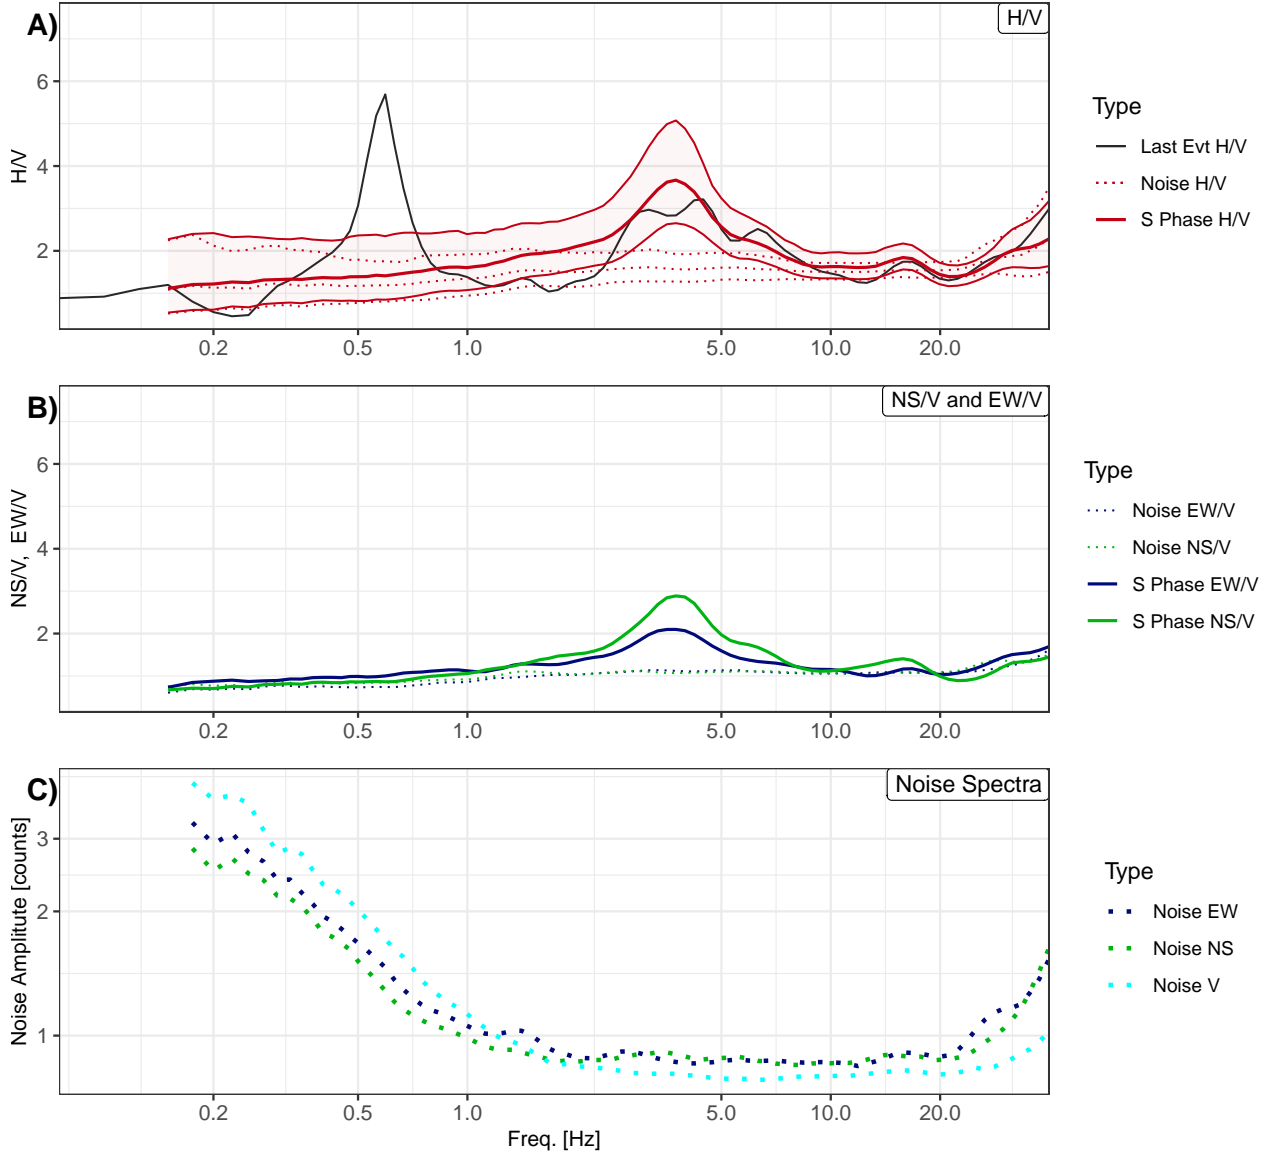 A)
H/V
H/V
6
4
2
0.2
0.5
1.0
5.0
10.0
20.0
Type
Last Evt H/V
Noise H/V
S Phase H/V
B)
NS/V and EW/V
NS/V, EW/V
6
4
2
0.2
0.5
1.0
5.0
10.0
20.0
Type
Noise EW/V
Noise NS/V
S Phase EW/V
S Phase NS/V
C)
Noise Spectra
Noise Amplitude [counts]
3
2
1
0.2
0.5
1.0
5.0
10.0
20.0
Freq. [Hz]
Type
Noise EW
Noise NS
Noise V